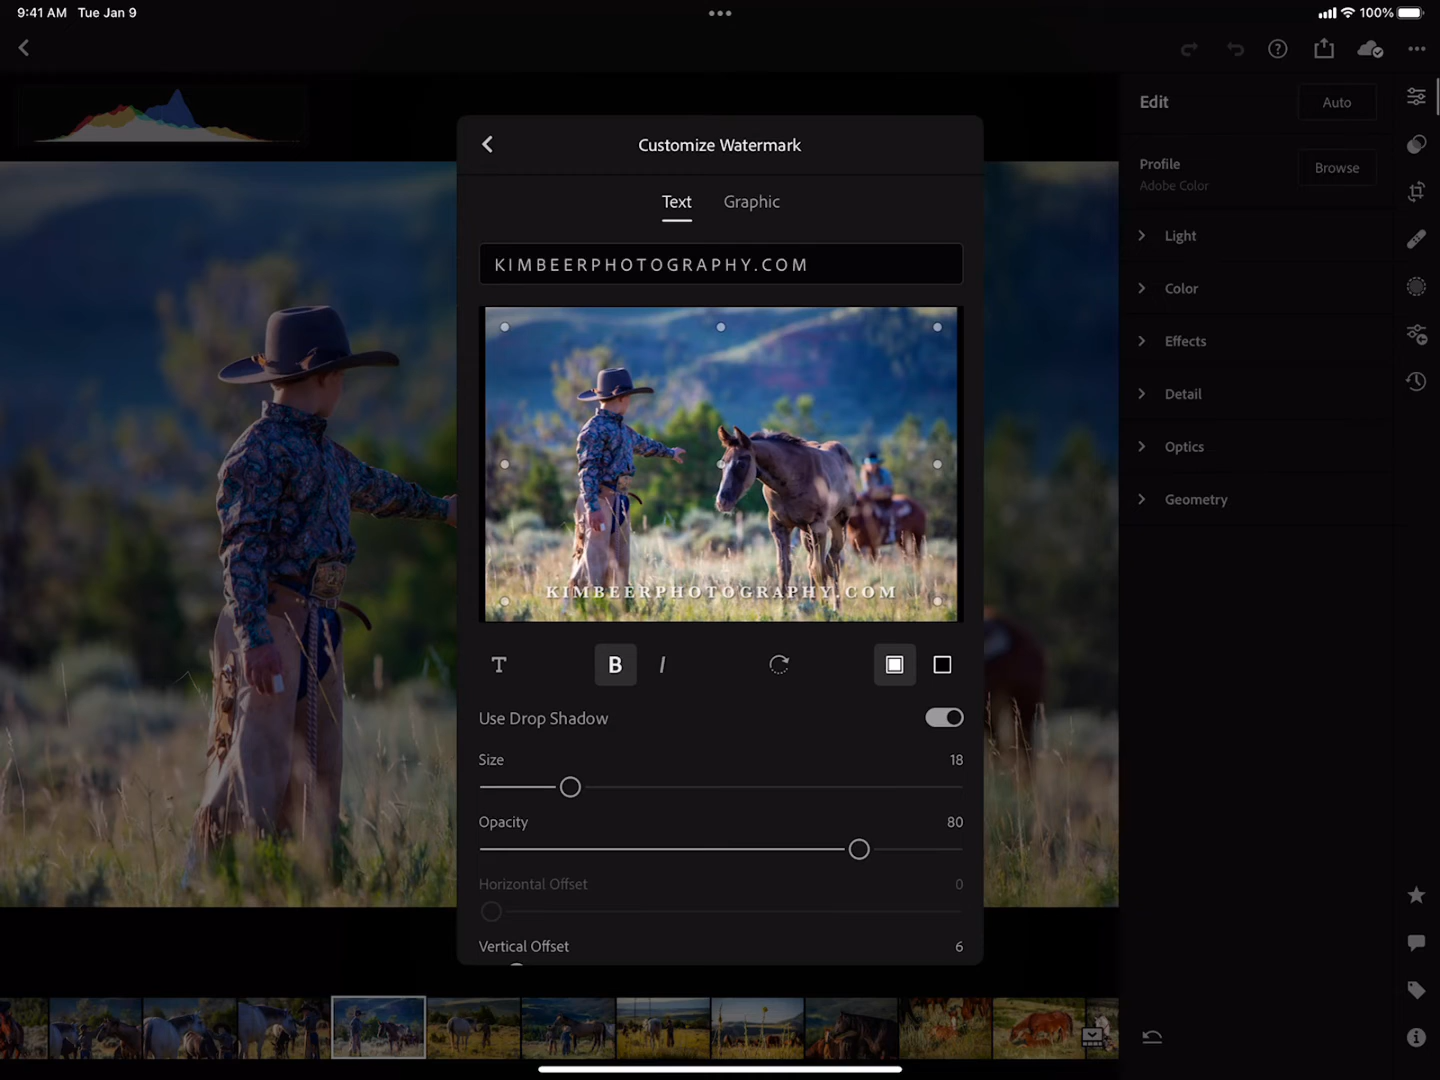 9:41 AM Tue Jan 9
100%
Edit
Auto
Profile
Adobe Color
Browse
Light
Color
Effects
Detail
Optics
Geometry
Customize Watermark
Text Graphic
KIMBEERPHOTOGRAPHY.COM
KIMBEERPHOTOGRAPHY.COM
T B I
Use Drop Shadow
Size 18
Opacity 80
Horizontal Offset 0
Vertical Offset 6